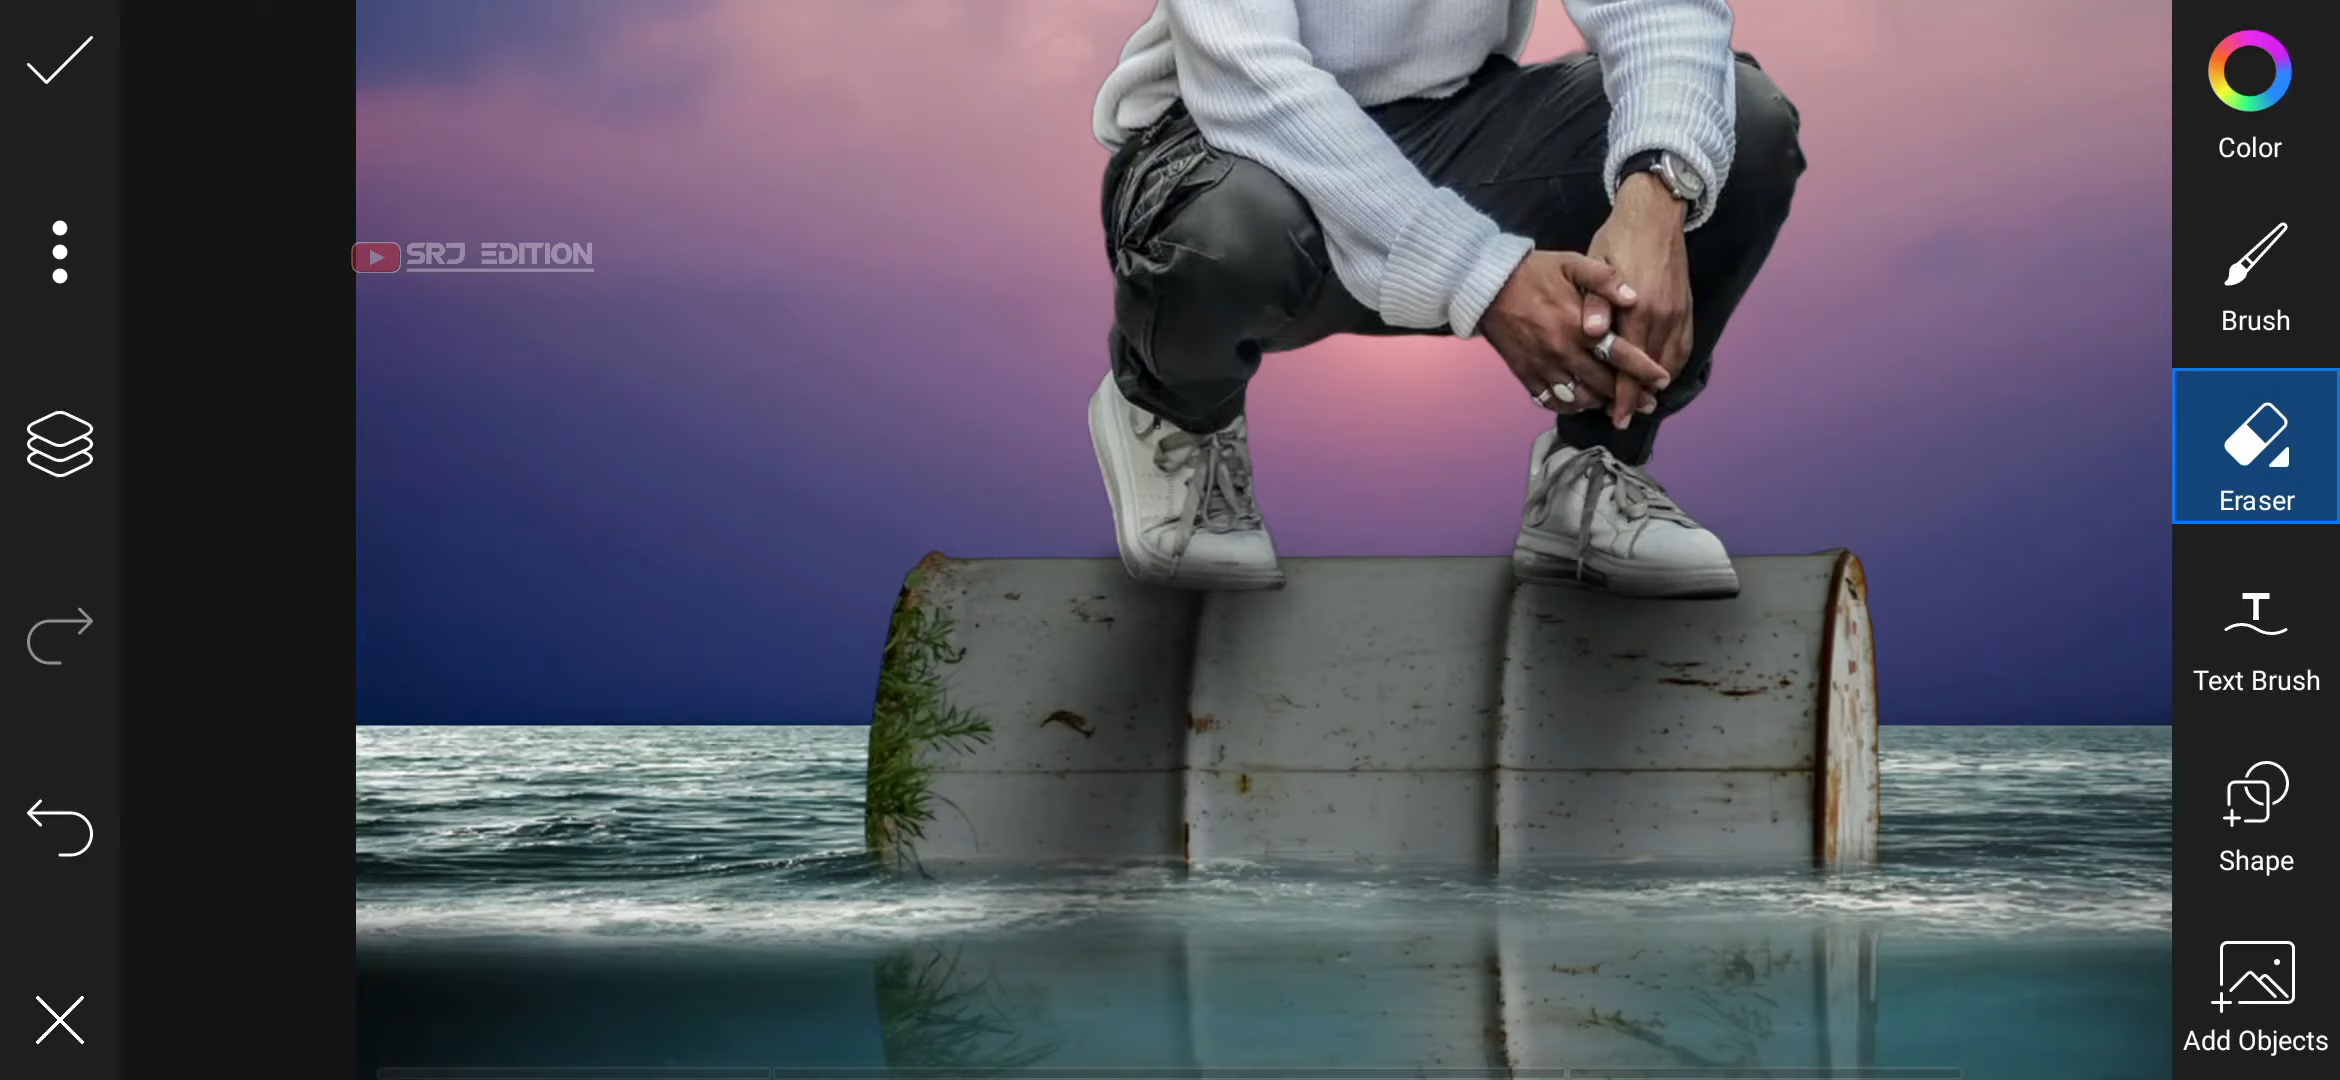 SRJ EDITION
Color
Brush
Eraser
Text Brush
Shape
Add Objects